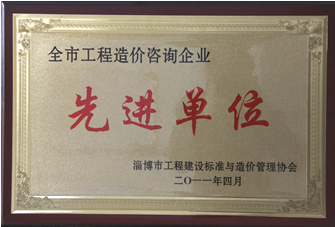 全市工程造价咨询企业
先进单位
淄博市工程建设标准与造价管理协会
二〇一一年四月